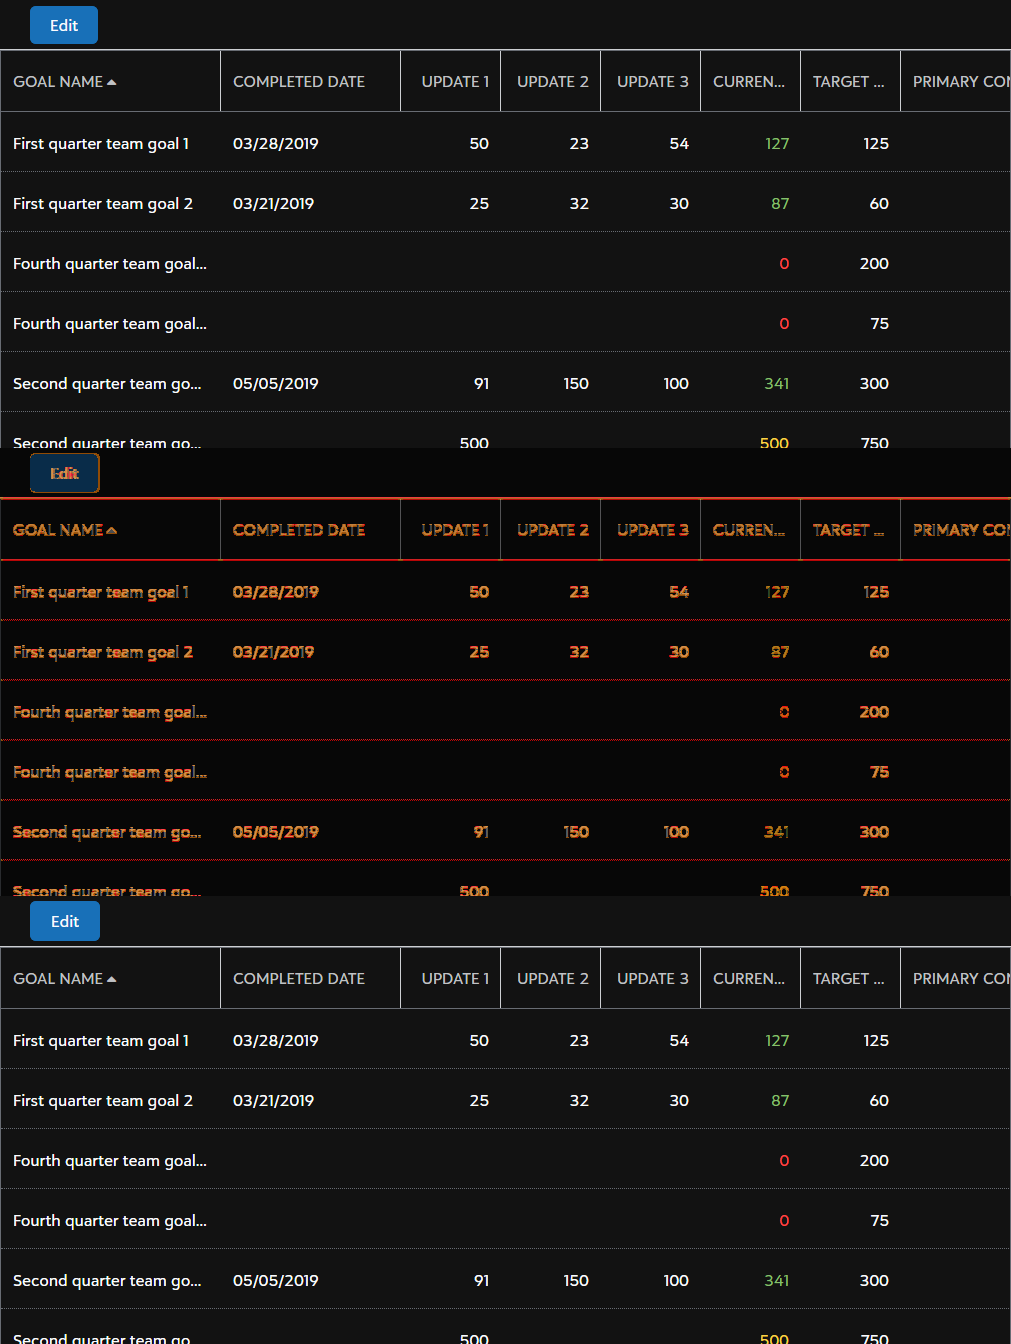 Edit
GOAL NAME COMPLETED DATE UPDATE 1 UPDATE 2 UPDATE 3 CURREN... TARGET ... PRIMARY CO
First quarter team goal 1 03/28/2019 50 23 54 127 125
First quarter team goal 2 03/21/2019 25 32 30 87 60
Fourth quarter team goal... 0 200
Fourth quarter team goal... 0 75
Second quarter team go... 05/05/2019 91 150 100 341 300
Second quarter team go... 500 500 750
Edit
GOAL NAME COMPLETED DATE UPDATE 1 UPDATE 2 UPDATE 3 CURREN... TARGET ... PRIMARY CO
First quarter team goal 1 03/28/2019 50 23 54 127 125
First quarter team goal 2 03/21/2019 25 32 30 87 60
Fourth quarter team goal... 0 200
Fourth quarter team goal... 0 75
Second quarter team go... 05/05/2019 91 150 100 341 300
Second quarter team go... 500 500 750
Edit
GOAL NAME COMPLETED DATE UPDATE 1 UPDATE 2 UPDATE 3 CURREN... TARGET ... PRIMARY CO
First quarter team goal 1 03/28/2019 50 23 54 127 125
First quarter team goal 2 03/21/2019 25 32 30 87 60
Fourth quarter team goal... 0 200
Fourth quarter team goal... 0 75
Second quarter team go... 05/05/2019 91 150 100 341 300
Second quarter team go 500 500 750